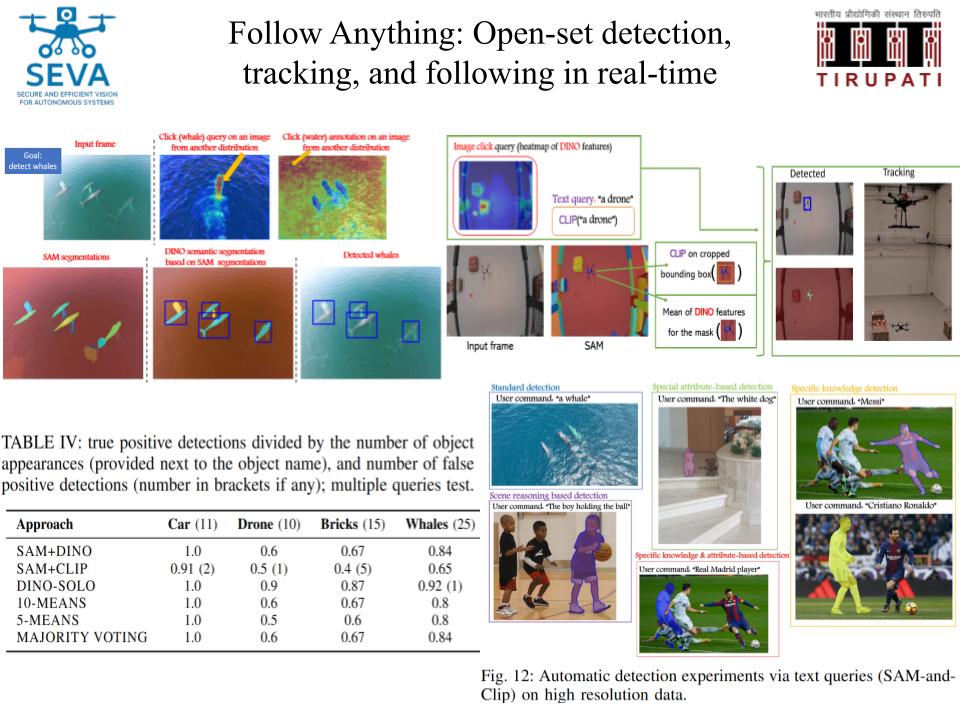 SEVA
SECURE AND EFFICIENT VISION
FOR AUTONOMOUS SYSTEMS
Follow Anything: Open-set detection,
tracking, and following in real-time
भारतीय प्रौद्योगिकी संस्थान तिरुपति
TIRUPATI
Goal:
detect whales
Input frame
Click (whale) query on an image
from another distribution
Click (water) annotation on an image
from another distribution
SAM segmentations
DINO semantic segmentation
based on SAM segmentations
Detected whales
Image click query (heatmap of DINO features)
Text query: "a drone"
CLIP("a drone")
CLIP on cropped
bounding box( )
Mean of DINO features
for the mask ( )
Input frame
SAM
Detected
Tracking
TABLE IV: true positive detections divided by the number of object
appearances (provided next to the object name), and number of false
positive detections (number in brackets if any); multiple queries test.
Approach Car (11) Drone (10) Bricks (15) Whales (25)
SAM+DINO 1.0 0.6 0.67 0.84
SAM+CLIP 0.91 (2) 0.5 (1) 0.4 (5) 0.65
DINO-SOLO 1.0 0.9 0.87 0.92 (1)
10-MEANS 1.0 0.6 0.67 0.8
5-MEANS 1.0 0.5 0.6 0.8
MAJORITY VOTING 1.0 0.6 0.67 0.84
Standard detection
User command: "a whale"
Special attribute-based detection
User command: "The white dog"
Specific knowledge detection
User command: "Messi"
User command: "Cristiano Ronaldo"
Scene reasoning based detection
User command: "The boy holding the ball"
Specific knowledge & attribute-based detection
User command: "Real Madrid player"
Fig. 12: Automatic detection experiments via text queries (SAM-and-
Clip) on high resolution data.